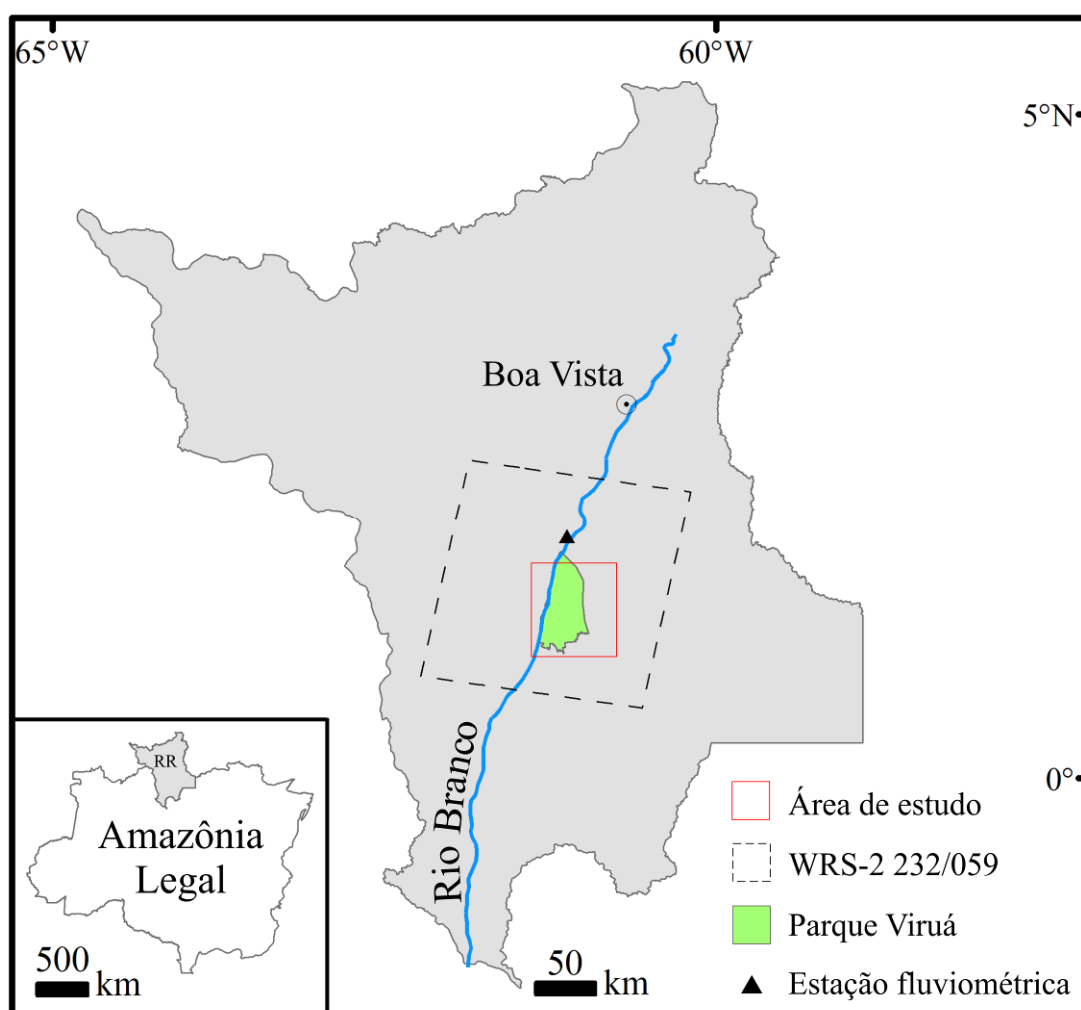 65°W
60°W
5°N
Boa Vista
Rio Branco
0°
RR
Amazônia
Legal
500
km
50
km
Área de estudo
WRS-2 232/059
Parque Viruá
Estação fluviométrica